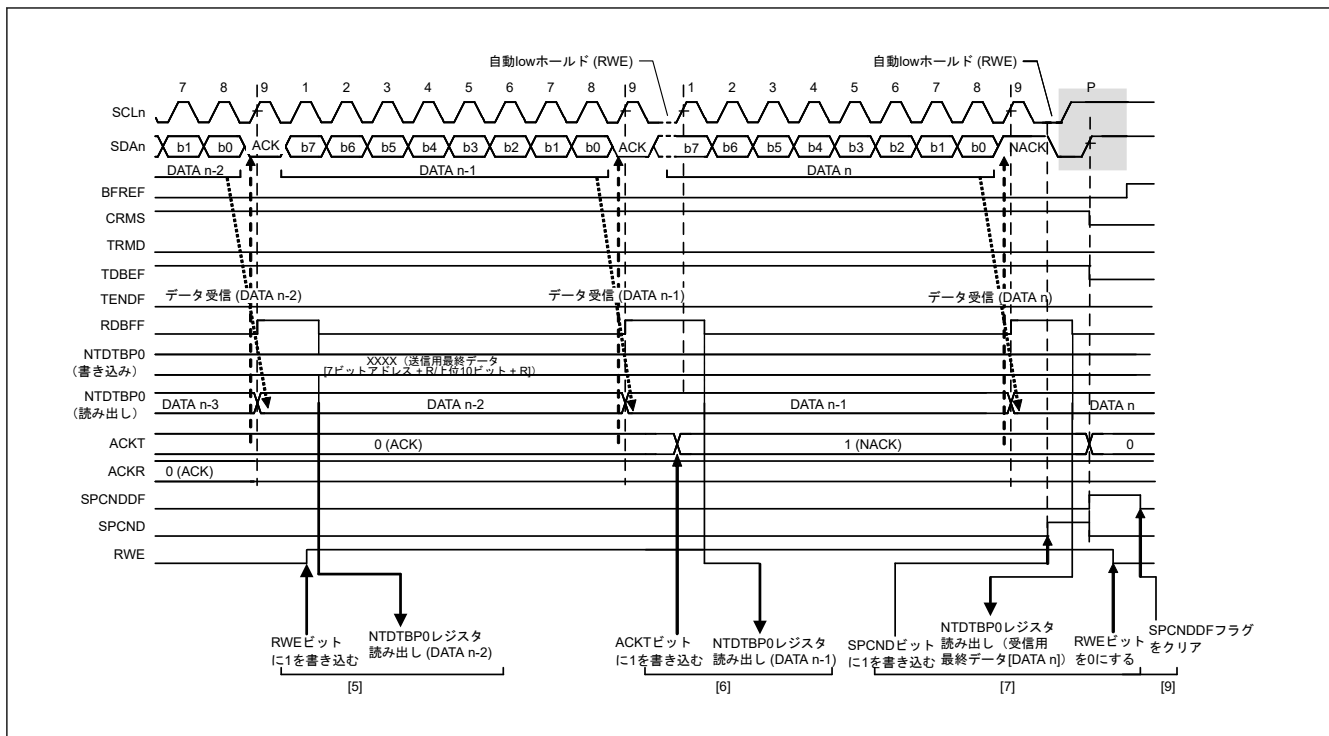 自動lowホールド (RWE)
自動lowホールド (RWE)
7 8 9 1 2 3 4 5 6 7 8 9 1 2 3 4 5 6 7 8 9 P
SCLn
SDAn b1 b0 ACK b7 b6 b5 b4 b3 b2 b1 b0 ACK b7 b6 b5 b4 b3 b2 b1 b0 NACK
DATA n-2 DATA n-1 DATA n
BFREF
CRMS
TRMD
TDBEF
TENDF データ受信 (DATA n-2) データ受信 (DATA n-1) データ受信 (DATA n)
RDBFF
NTDTBP0
(書き込み)
XXXX(送信用最終データ
[7ビットアドレス + R/上位10ビット + R])
NTDTBP0
(読み出し)
DATA n-3 DATA n-2 DATA n-1 DATA n
ACKT 0 (ACK) 1 (NACK) 0
ACKR 0 (ACK)
SPCNDDF
SPCND
RWE
RWEビット
に1を書き込む
NTDTBP0レジスタ
読み出し (DATA n-2)
ACKTビット
に1を書き込む
NTDTBP0レジスタ
読み出し (DATA n-1)
SPCNDビット
に1を書き込む
NTDTBP0レジスタ
読み出し(受信用
最終データ[DATA n])
RWEビット
を0にする
SPCNDDFフラグ
をクリア
[5] [6] [7] [9]